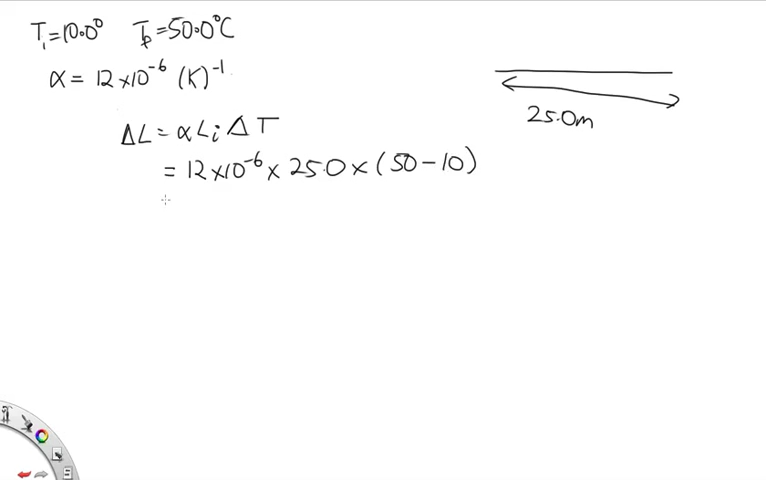 T₁=10.0° T₂=50.0°C
α = 12×10⁻⁶ (K)⁻¹
25.0m
ΔL = αLᵢΔT
= 12×10⁻⁶ × 25.0 × (50 − 10)